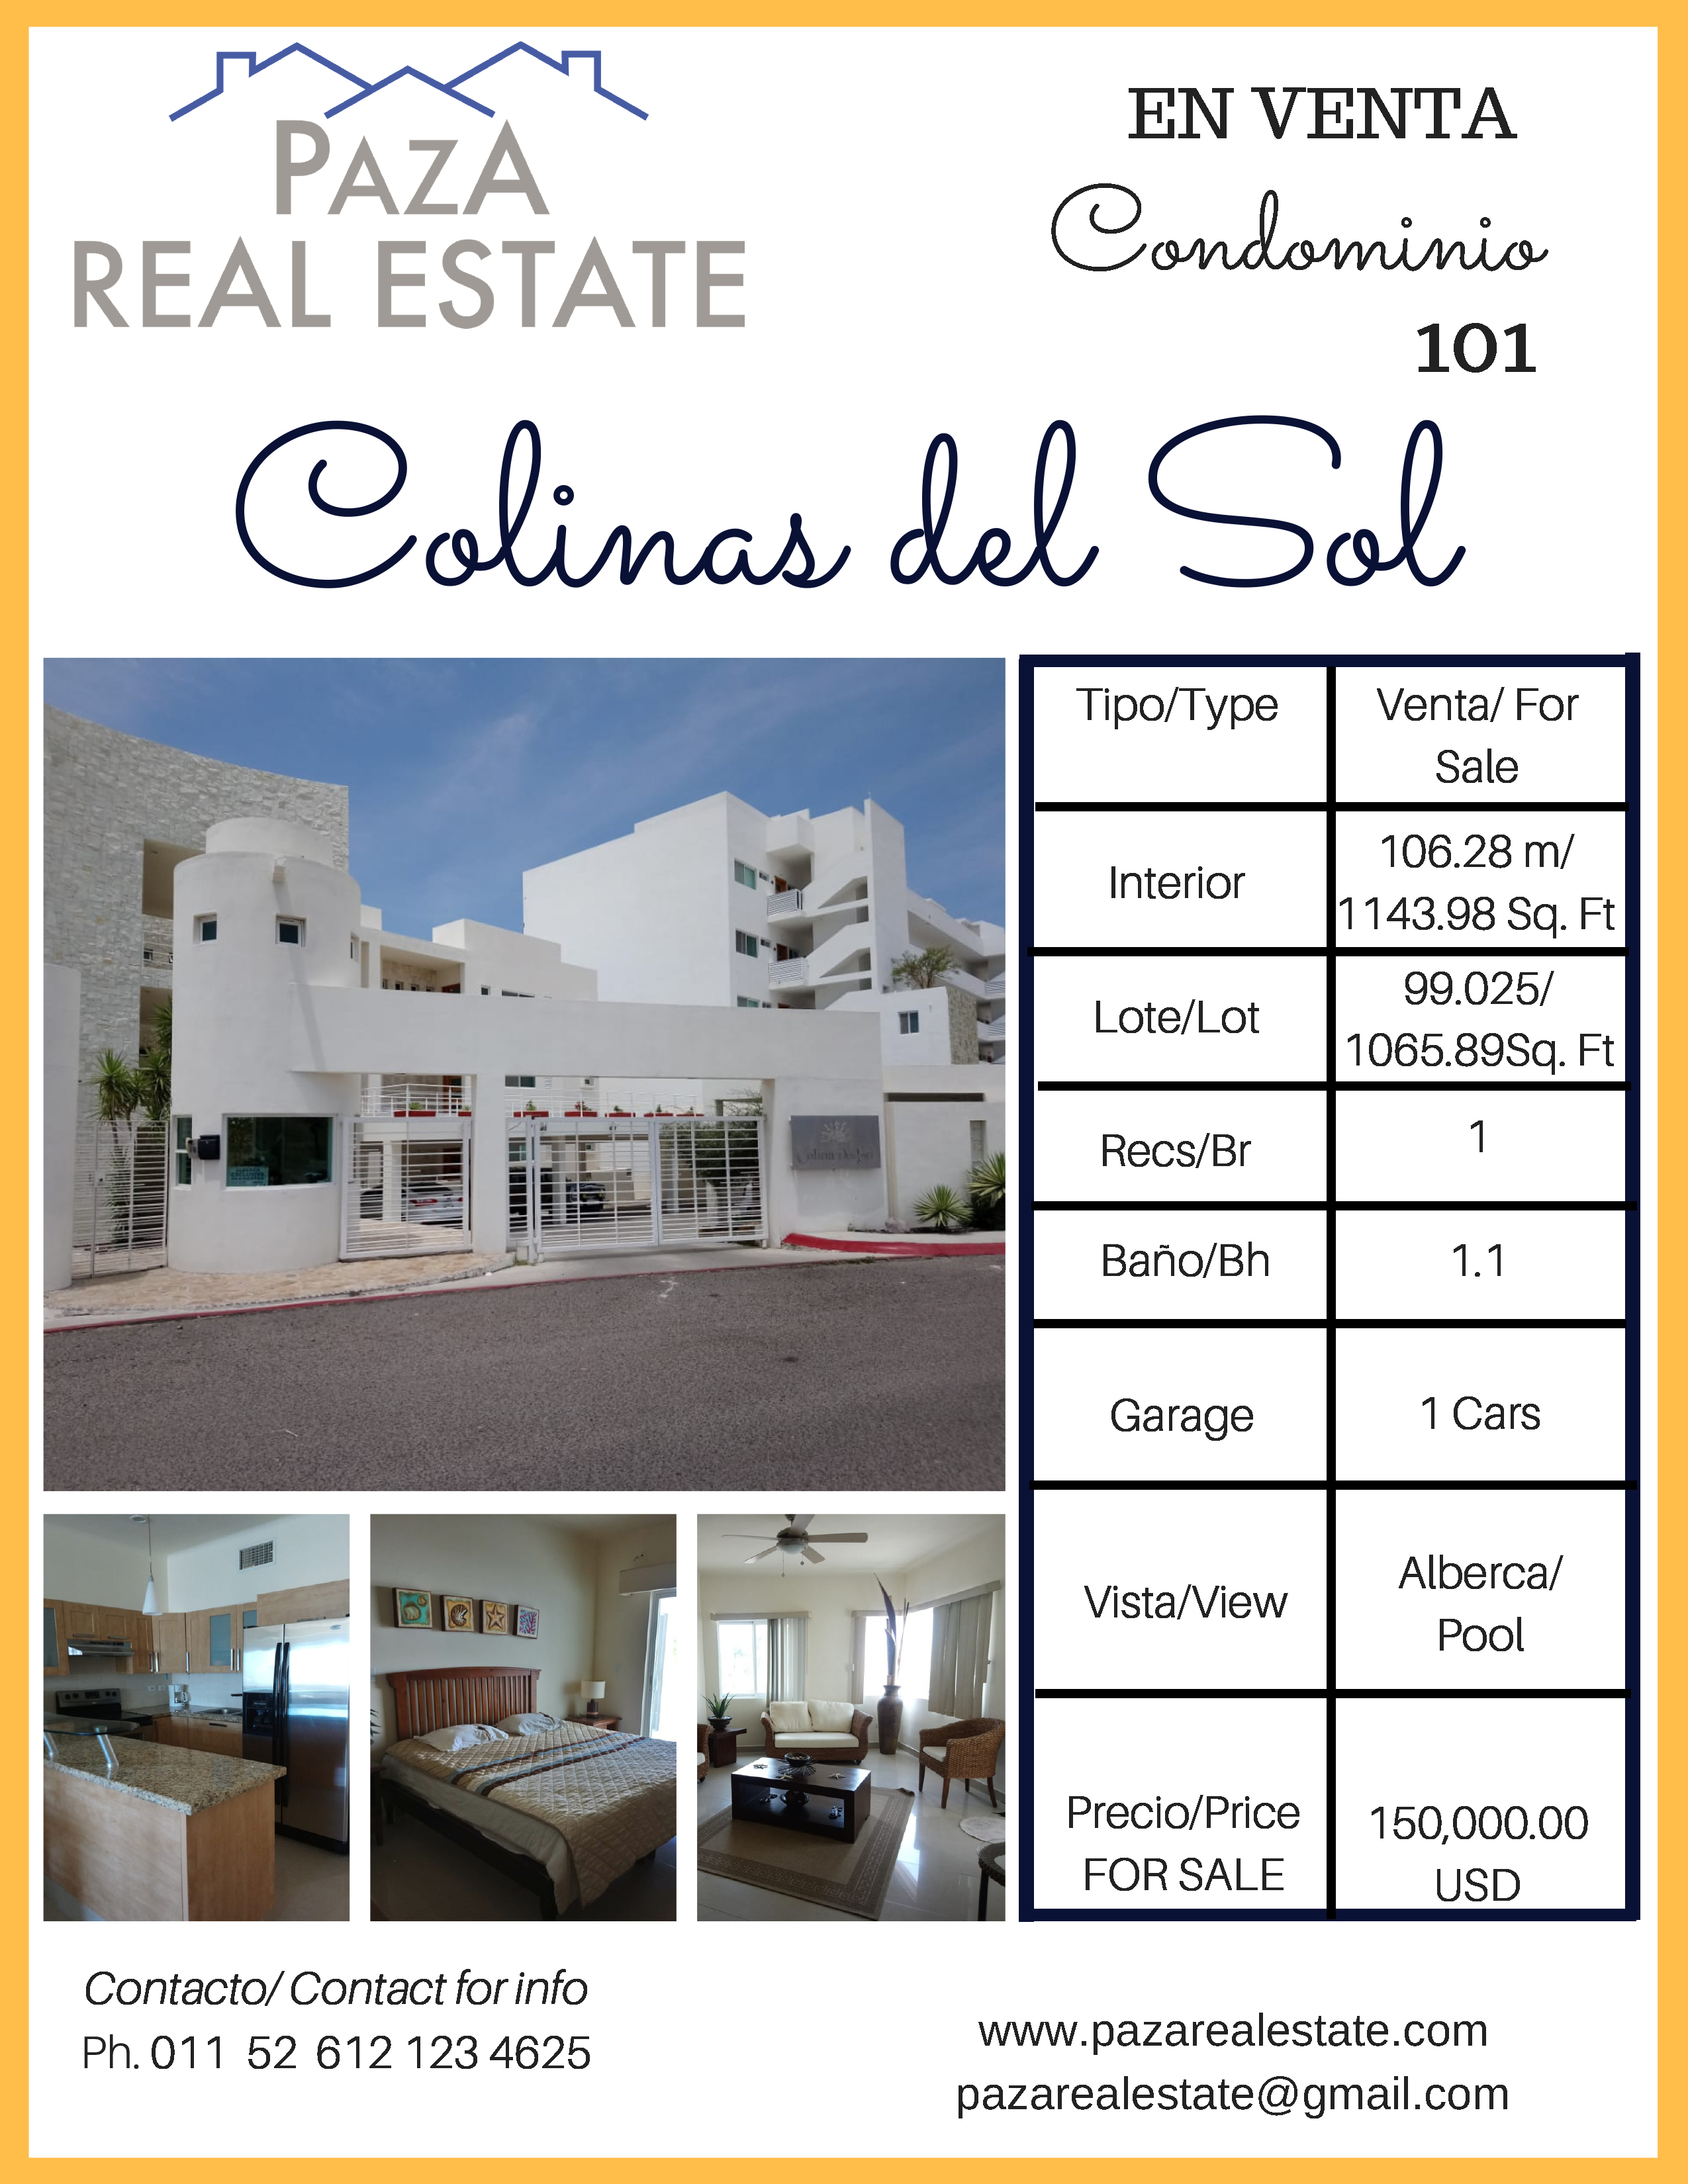 PAZA
REAL ESTATE
EN VENTA
Condominio
101
Colinas del Sol
Tipo/Type
Venta/ For
Sale
Interior
106.28 m/
1143.98 Sq. Ft
Lote/Lot
99.025/
1065.89Sq. Ft
Recs/Br
1
Baño/Bh
1.1
Garage
1 Cars
Vista/View
Alberca/
Pool
Precio/Price
FOR SALE
150,000.00
USD
Contacto/ Contact for info
Ph. 011 52 612 123 4625
www.pazarealestate.com
pazarealestate@gmail.com